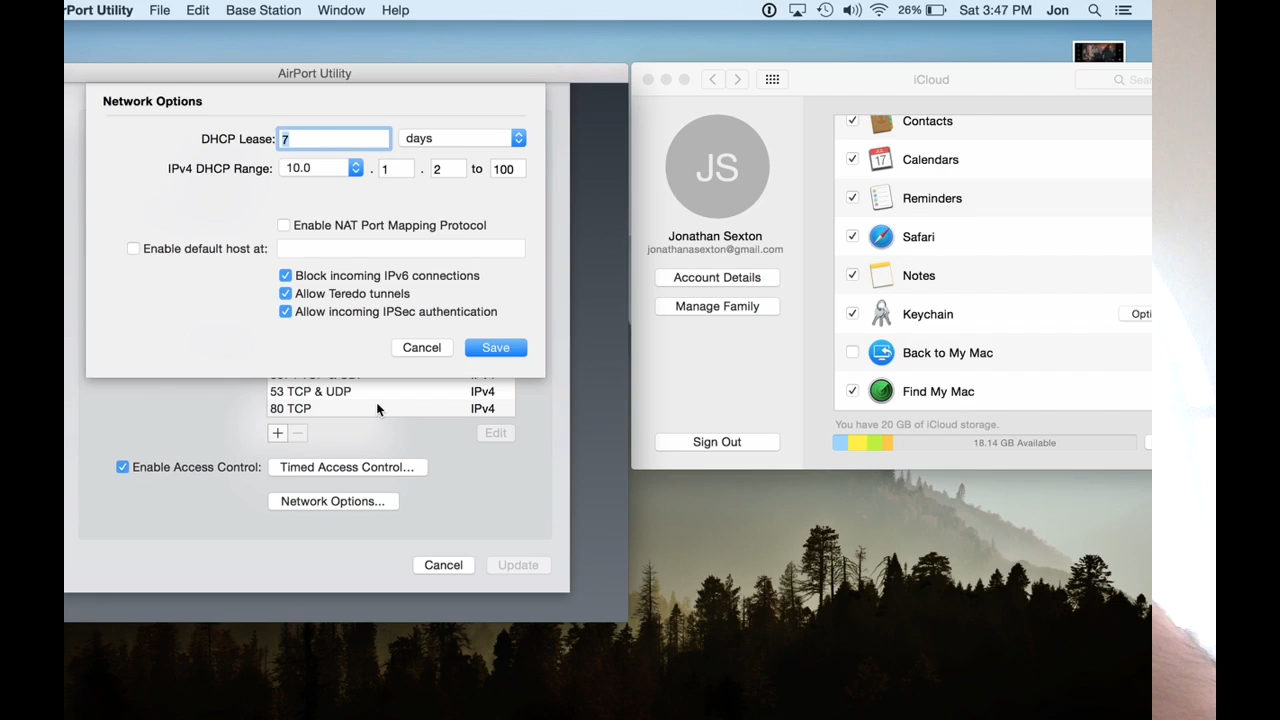 rPort Utility File Edit Base Station Window Help 26% Sat 3:47 PM Jon
AirPort Utility
Network Options
DHCP Lease: 7 days
IPv4 DHCP Range: 10.0 . 1 . 2 to 100
Enable NAT Port Mapping Protocol
Enable default host at:
Block incoming IPv6 connections
Allow Teredo tunnels
Allow incoming IPSec authentication
Cancel Save
53 TCP & UDP IPv4
80 TCP IPv4
+ − Edit
Enable Access Control: Timed Access Control...
Network Options...
Cancel Update
iCloud
Sea
JS
Jonathan Sexton
jonathanasexton@gmail.com
Account Details
Manage Family
Sign Out
Contacts
17 Calendars
Reminders
Safari
Notes
Keychain Opti
Back to My Mac
Find My Mac
You have 20 GB of iCloud storage.
18.14 GB Available